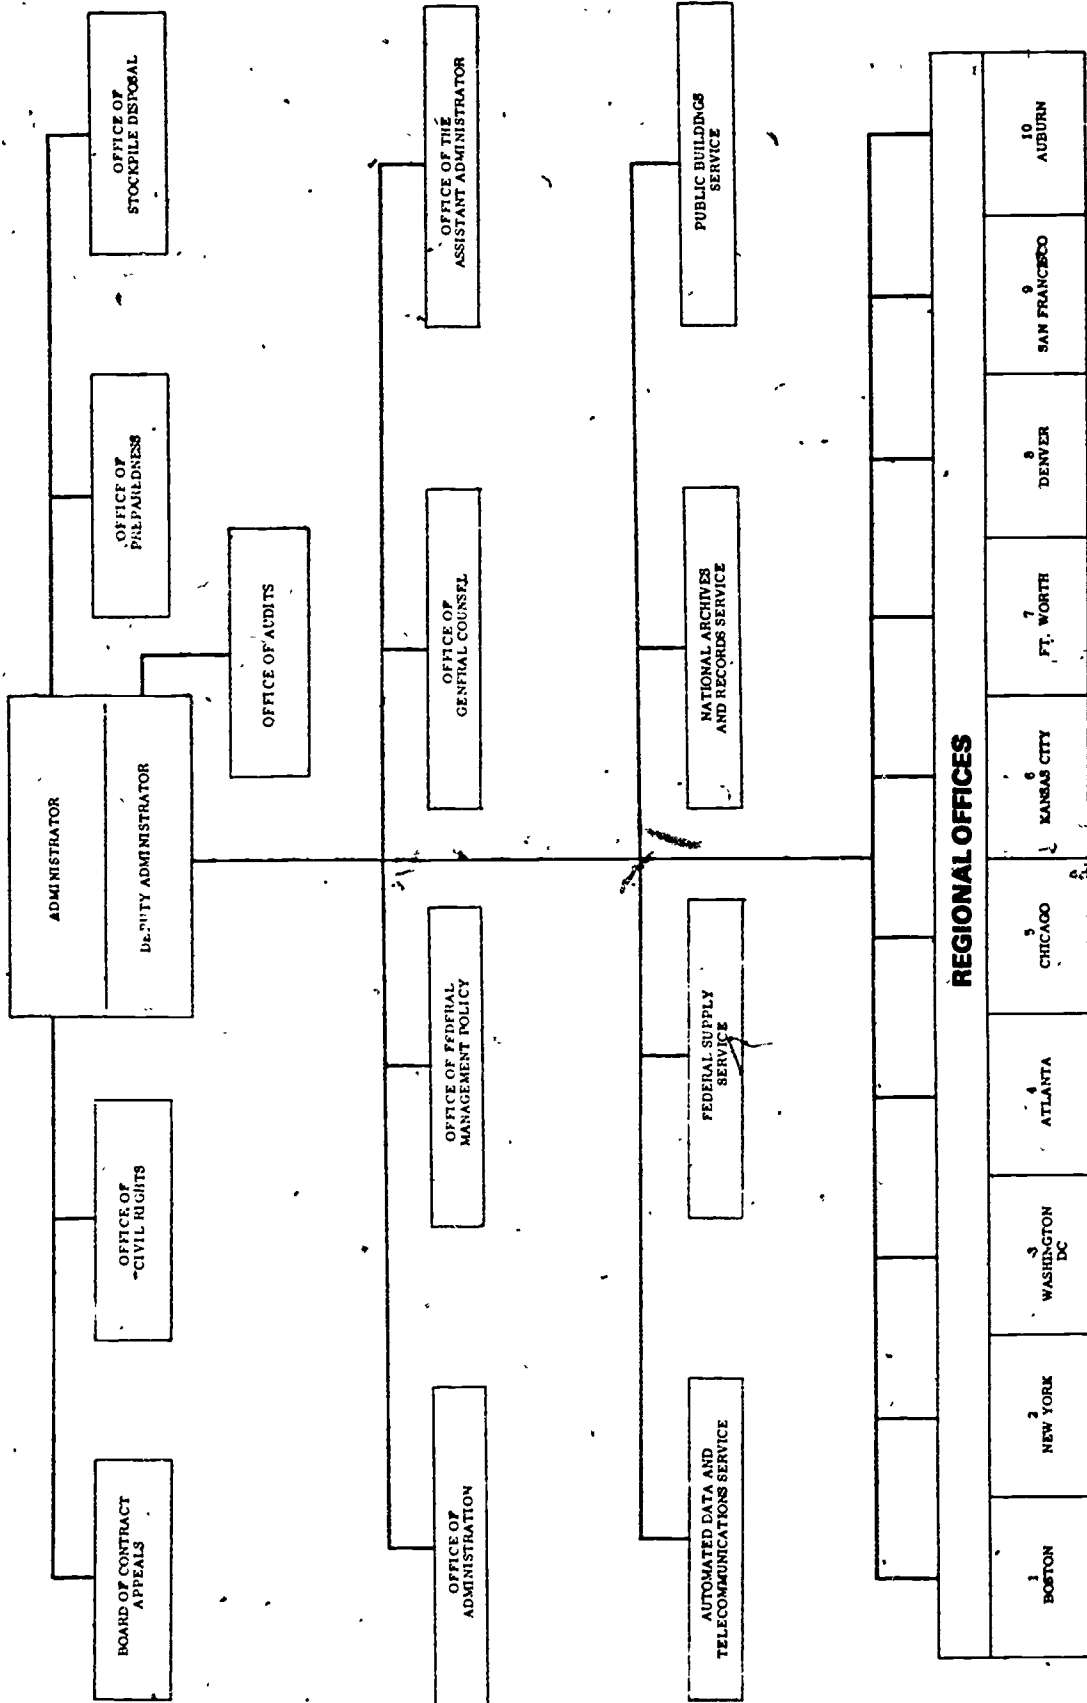 ADMINISTRATOR
DEPUTY ADMINISTRATOR
BOARD OF CONTRACT
APPEALS
OFFICE OF
CIVIL RIGHTS
OFFICE OF
PREPAREDNESS
OFFICE OF
STOCKPILE DISPOSAL
OFFICE OF AUDITS
OFFICE OF
ADMINISTRATION
OFFICE OF FEDERAL
MANAGEMENT POLICY
OFFICE OF
GENERAL COUNSEL
OFFICE OF THE
ASSISTANT ADMINISTRATOR
AUTOMATED DATA AND
TELECOMMUNICATIONS SERVICE
FEDERAL SUPPLY
SERVICE
NATIONAL ARCHIVES
AND RECORDS SERVICE
PUBLIC BUILDINGS
SERVICE
REGIONAL OFFICES
1
BOSTON
2
NEW YORK
3
WASHINGTON
DC
4
ATLANTA
5
CHICAGO
6
KANSAS CITY
7
FT. WORTH
8
DENVER
9
SAN FRANCISCO
10
AUBURN